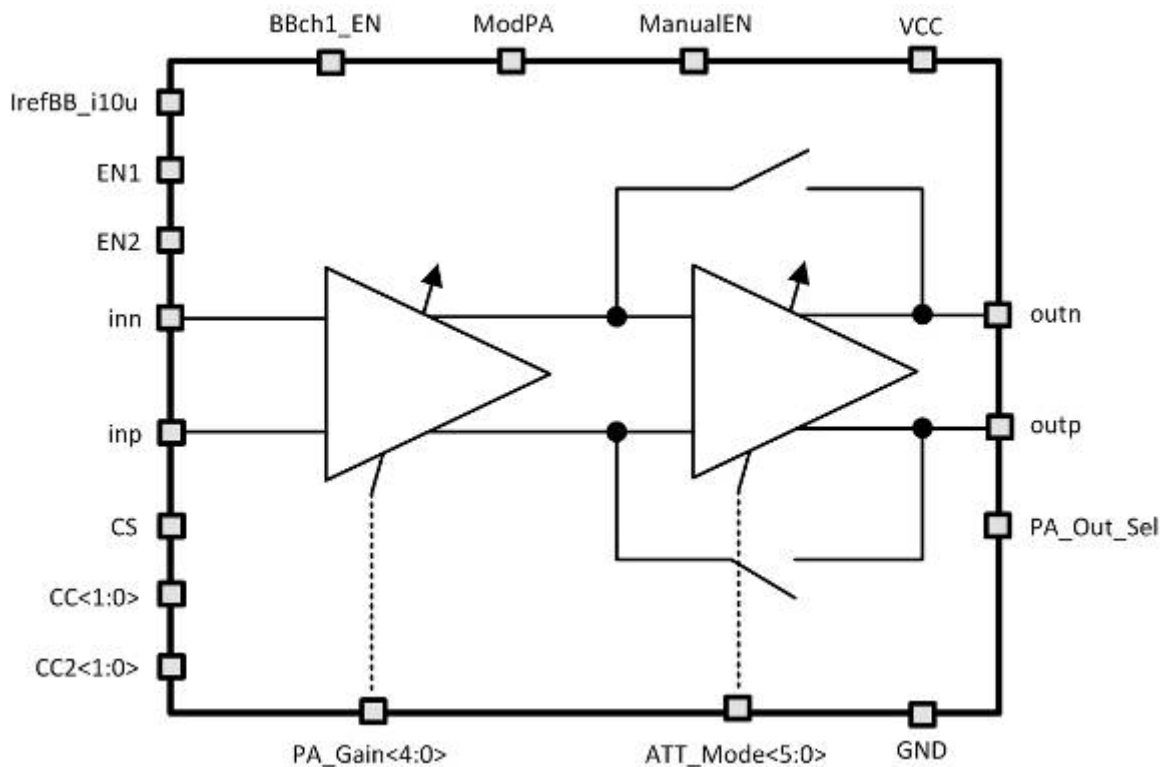 BBch1_EN
ModPA
ManualEN
VCC
IrefBB_i10u
EN1
EN2
inn
outn
inp
outp
CS
PA_Out_Sel
CC<1:0>
CC2<1:0>
PA_Gain<4:0>
ATT_Mode<5:0>
GND